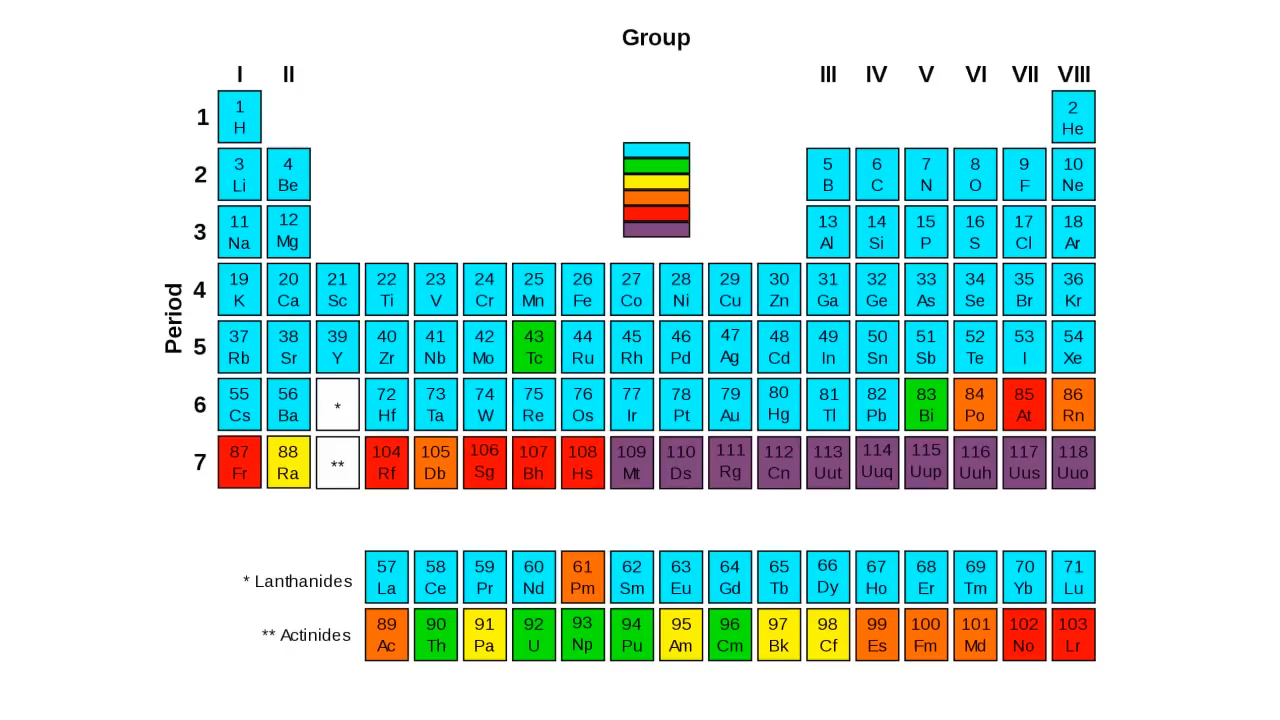 Group
I II III IV V VI VII VIII
1 1 2
H He
2 3 4 5 6 7 8 9 10
Li Be B C N O F Ne
3 11 12 13 14 15 16 17 18
Na Mg Al Si P S Cl Ar
Period
4 19 20 21 22 23 24 25 26 27 28 29 30 31 32 33 34 35 36
K Ca Sc Ti V Cr Mn Fe Co Ni Cu Zn Ga Ge As Se Br Kr
5 37 38 39 40 41 42 43 44 45 46 47 48 49 50 51 52 53 54
Rb Sr Y Zr Nb Mo Tc Ru Rh Pd Ag Cd In Sn Sb Te I Xe
6 55 56 * 72 73 74 75 76 77 78 79 80 81 82 83 84 85 86
Cs Ba Hf Ta W Re Os Ir Pt Au Hg Tl Pb Bi Po At Rn
7 87 88 ** 104 105 106 107 108 109 110 111 112 113 114 115 116 117 118
Fr Ra Rf Db Sg Bh Hs Mt Ds Rg Cn Uut Uuq Uup Uuh Uus Uuo
* Lanthanides 57 58 59 60 61 62 63 64 65 66 67 68 69 70 71
La Ce Pr Nd Pm Sm Eu Gd Tb Dy Ho Er Tm Yb Lu
** Actinides 89 90 91 92 93 94 95 96 97 98 99 100 101 102 103
Ac Th Pa U Np Pu Am Cm Bk Cf Es Fm Md No Lr